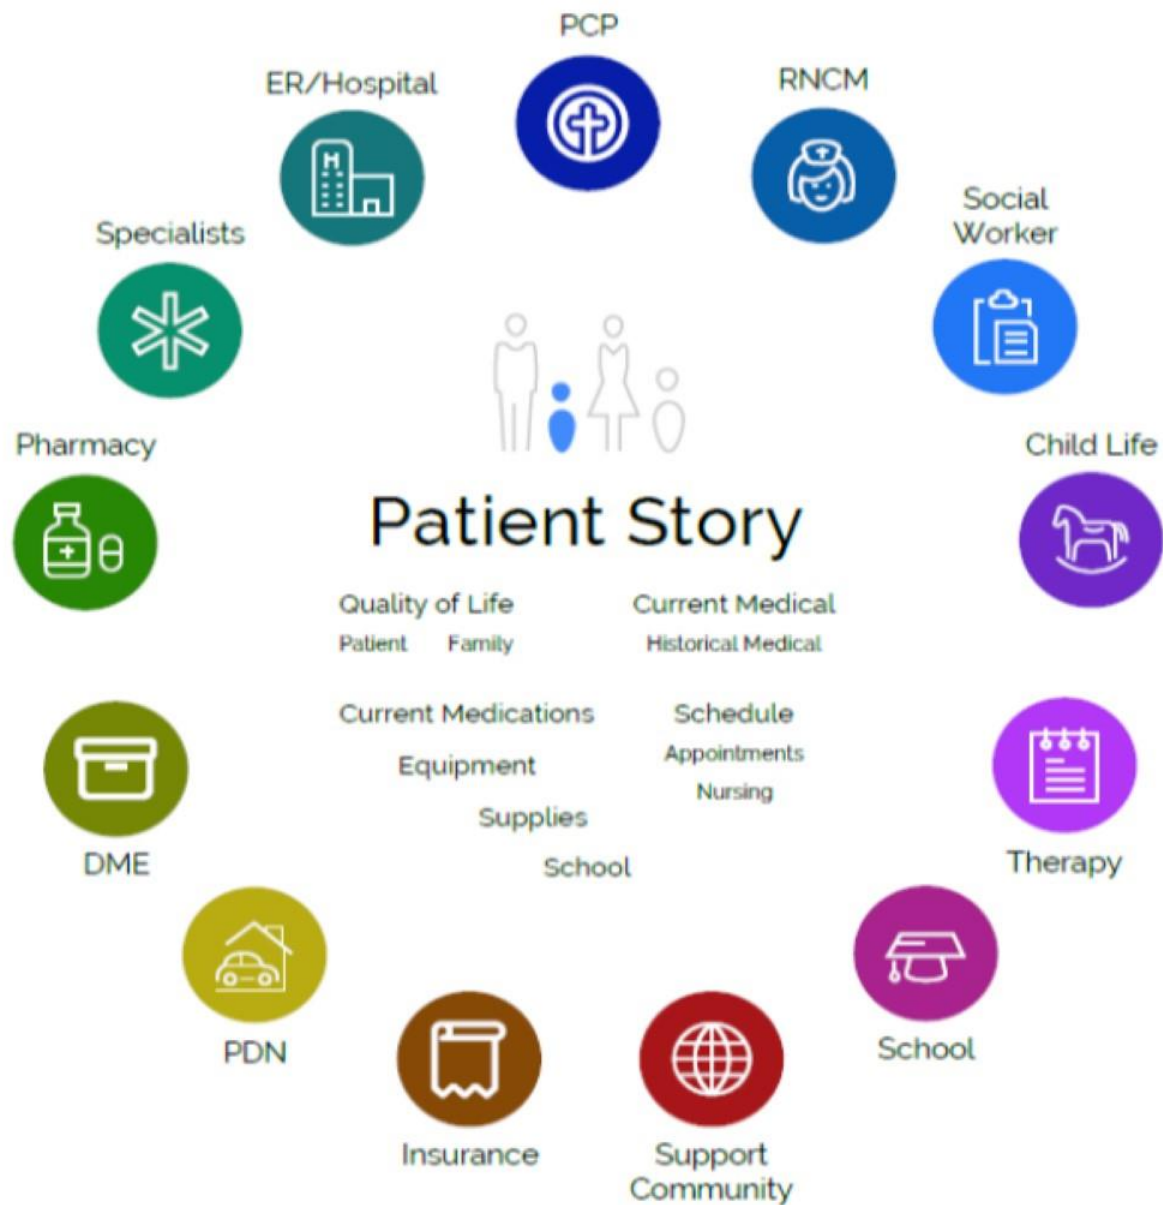 PCP
ER/Hospital
RNCM
Social
Worker
Specialists
Pharmacy
Child Life
Patient Story
Quality of Life
Patient Family
Current Medical
Historical Medical
Current Medications
Equipment
Supplies
School
Schedule
Appointments
Nursing
H
DME
Therapy
PDN
School
Insurance
Support
Community